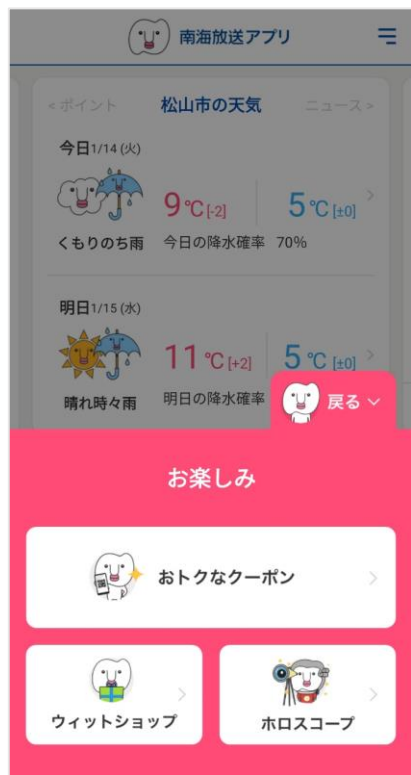 南海放送アプリ
<ポイント 松山市の天気 ニュース>
今日1/14(火)
9℃[-2] 5℃[±0]
くもりのち雨 今日の降水確率 70%
明日1/15(水)
11℃[+2] 5℃[±0]
晴れ時々雨 明日の降水確率
戻る
お楽しみ
おトクなクーポン
ウィットショップ ホロスコープ